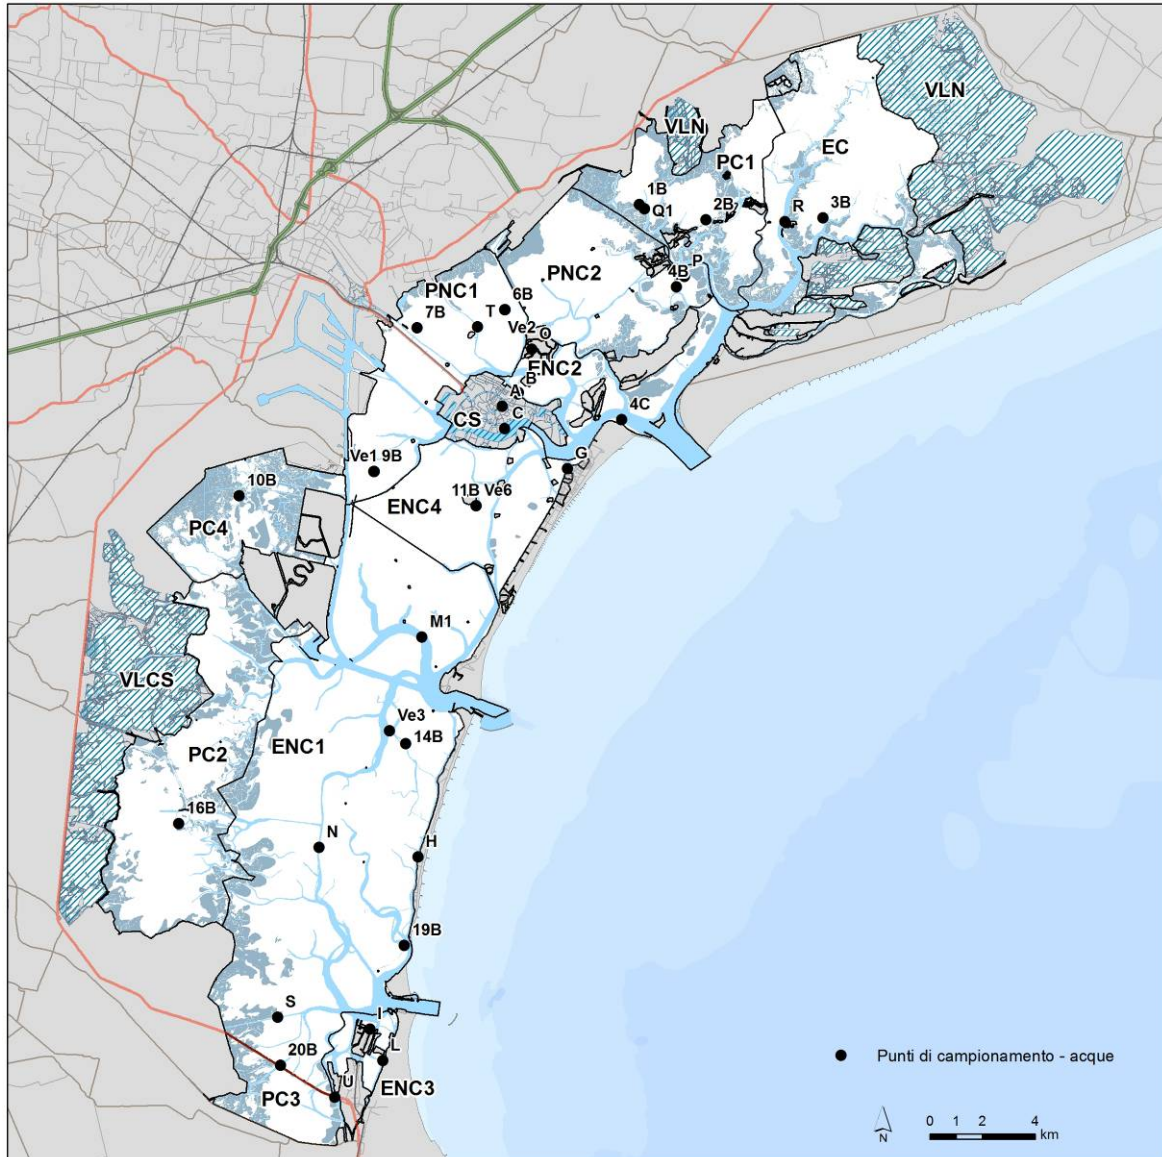 VLN
VLN
PC1
EC
1B
Q1
2B
R
3B
PNC2
P
4B
PNC1
6B
T
7B
Ve2
O
ENC2
B
A
C
CS
4C
G
Ve1 9B
11B Ve6
ENC4
10B
PC4
M1
VLCS
Ve3
14B
ENC1
PC2
16B
N
H
19B
S
I
20B
L
U
ENC3
PC3
Punti di campionamento - acque
N
0 1 2 4
km